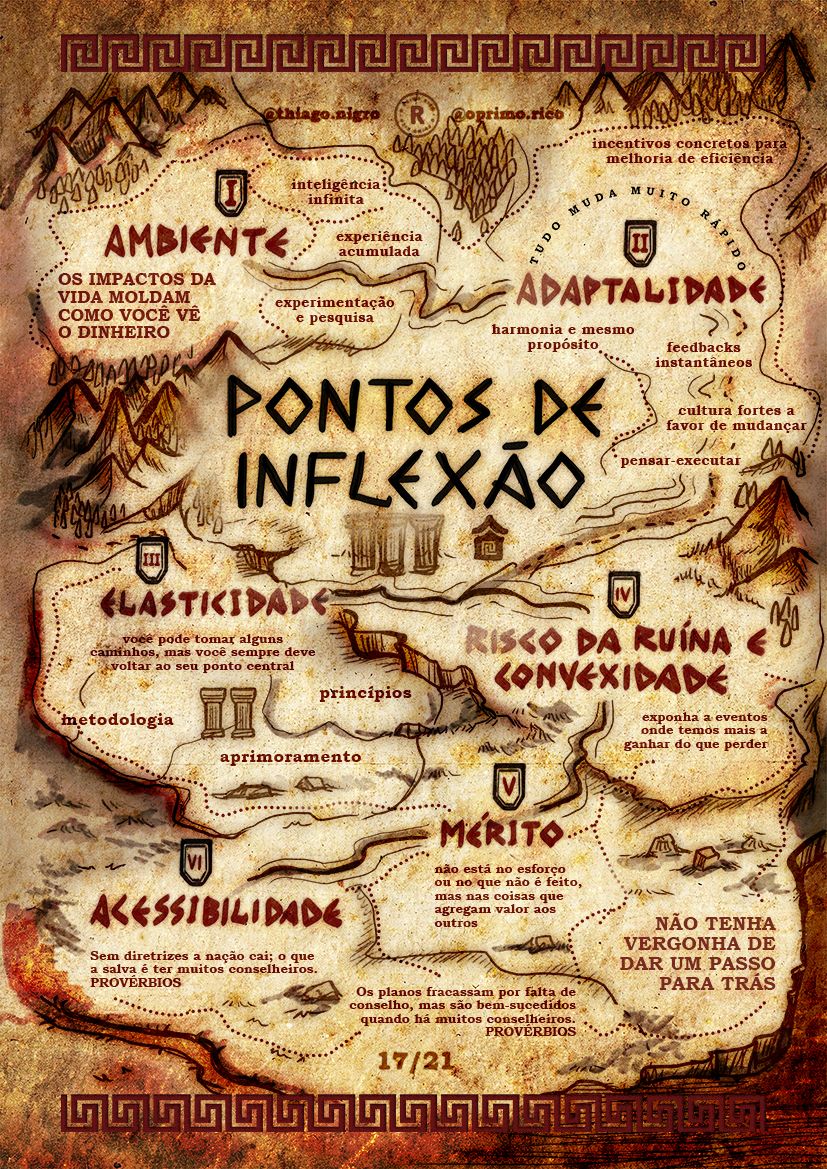 @thiago.nigro R @oprimo.rico
I
AMBIENTE
OS IMPACTOS DA
VIDA MOLDAM
COMO VOCÊ VÊ
O DINHEIRO
inteligência
infinita
experiência
acumulada
experimentação
e pesquisa
incentivos concretos para
melhoria de eficiência
TUDO MUDA MUITO RÁPIDO
II
ADAPTALIDADE
harmonia e mesmo
propósito
feedbacks
instantâneos
cultura fortes a
favor de mudançar
pensar-executar
PONTOS DE
INFLEXÃO
III
ELASTICIDADE
você pode tomar alguns
caminhos, mas você sempre deve
voltar ao seu ponto central
princípios
metodologia
aprimoramento
IV
RISCO DA RUÍNA E
CONVEXIDADE
exponha a eventos
onde temos mais a
ganhar do que perder
V
MÉRITO
não está no esforço
ou no que não é feito,
mas nas coisas que
agregam valor aos
outros
VI
ACESSIBILIDADE
Sem diretrizes a nação cai; o que
a salva é ter muitos conselheiros.
PROVÉRBIOS
Os planos fracassam por falta de
conselho, mas são bem-sucedidos
quando há muitos conselheiros.
PROVÉRBIOS
NÃO TENHA
VERGONHA DE
DAR UM PASSO
PARA TRÁS
17/21